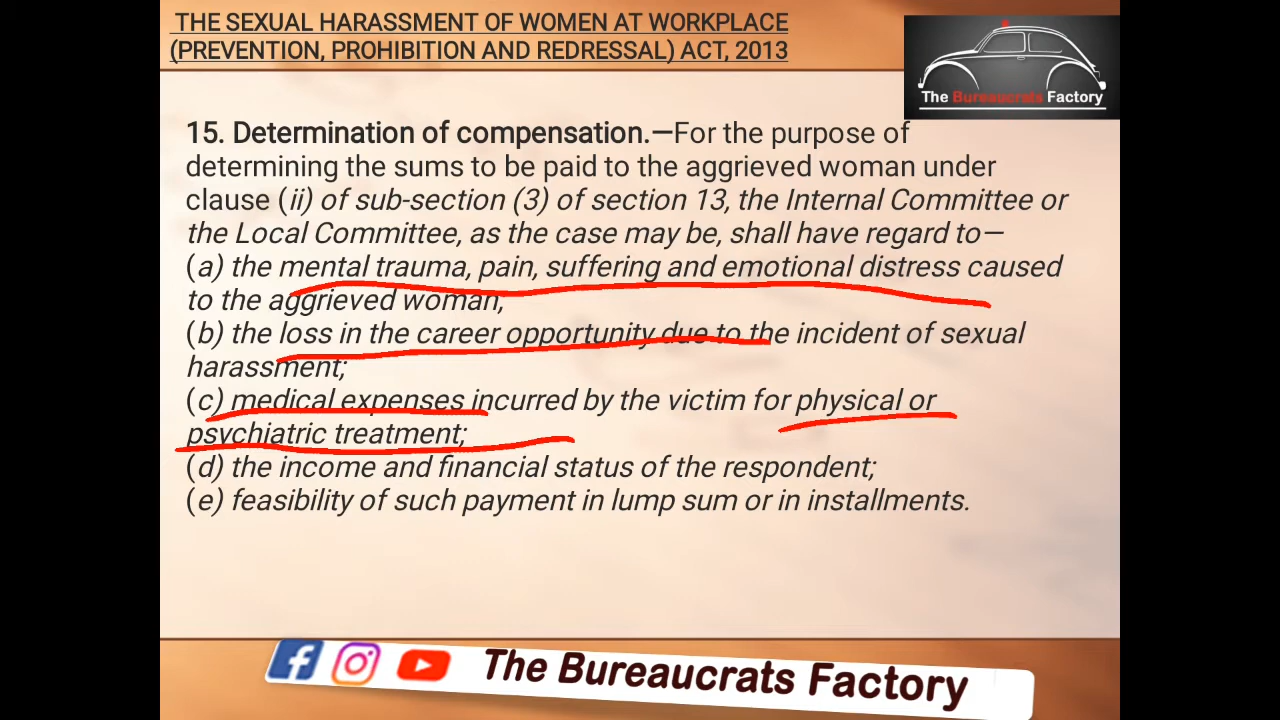 THE SEXUAL HARASSMENT OF WOMEN AT WORKPLACE
(PREVENTION, PROHIBITION AND REDRESSAL) ACT, 2013
The Bureaucrats Factory
15. Determination of compensation.—For the purpose of
determining the sums to be paid to the aggrieved woman under
clause (ii) of sub-section (3) of section 13, the Internal Committee or
the Local Committee, as the case may be, shall have regard to—
(a) the mental trauma, pain, suffering and emotional distress caused
to the aggrieved woman;
(b) the loss in the career opportunity due to the incident of sexual
harassment;
(c) medical expenses incurred by the victim for physical or
psychiatric treatment;
(d) the income and financial status of the respondent;
(e) feasibility of such payment in lump sum or in installments.
The Bureaucrats Factory